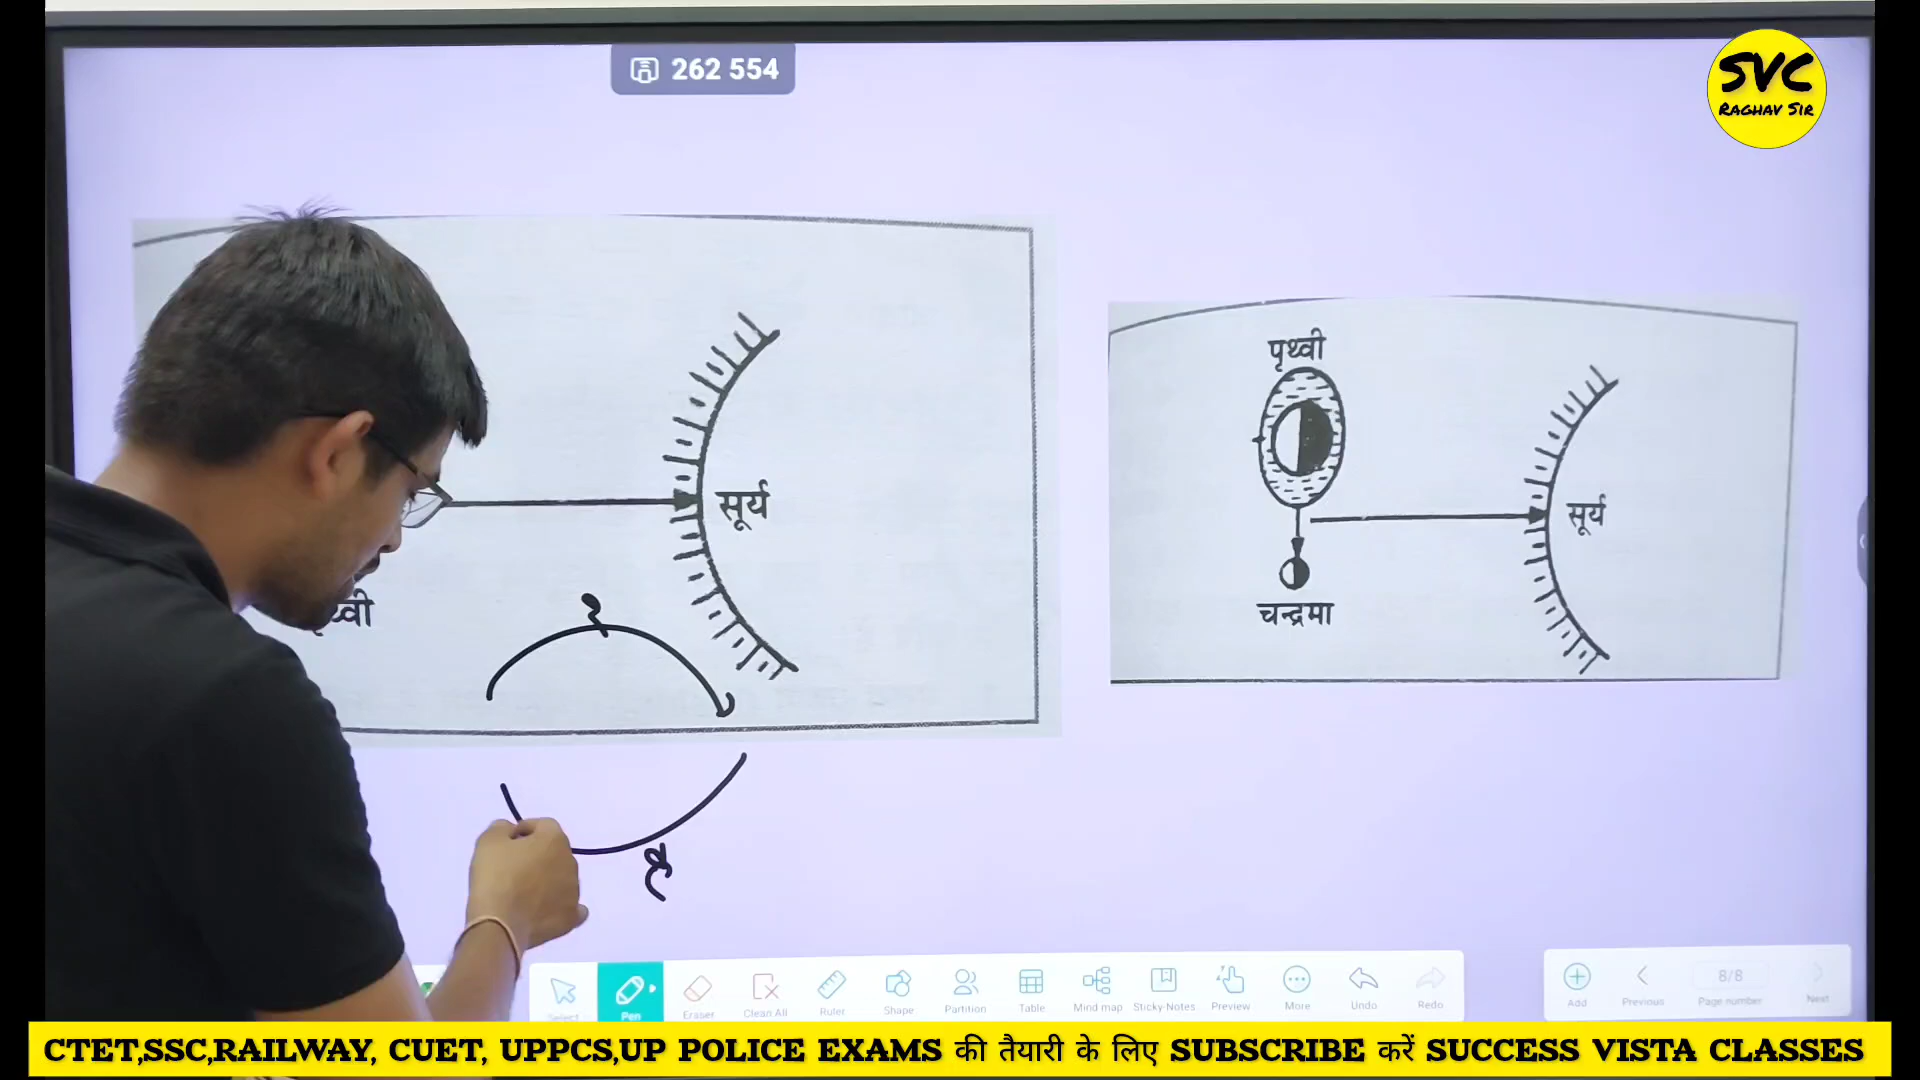 262 554
SVC
RAGHAV SIR
पृथ्वी
सूर्य
सूर्य
चन्द्रमा
Select
Pen
Eraser
Clean All
Ruler
Shape
Partition
Table
Mind map
Sticky-Notes
Preview
More
Undo
Redo
Add
Previous
8/8
Page number
Next
CTET,SSC,RAILWAY, CUET, UPPCS,UP POLICE EXAMS की तैयारी के लिए SUBSCRIBE करें SUCCESS VISTA CLASSES